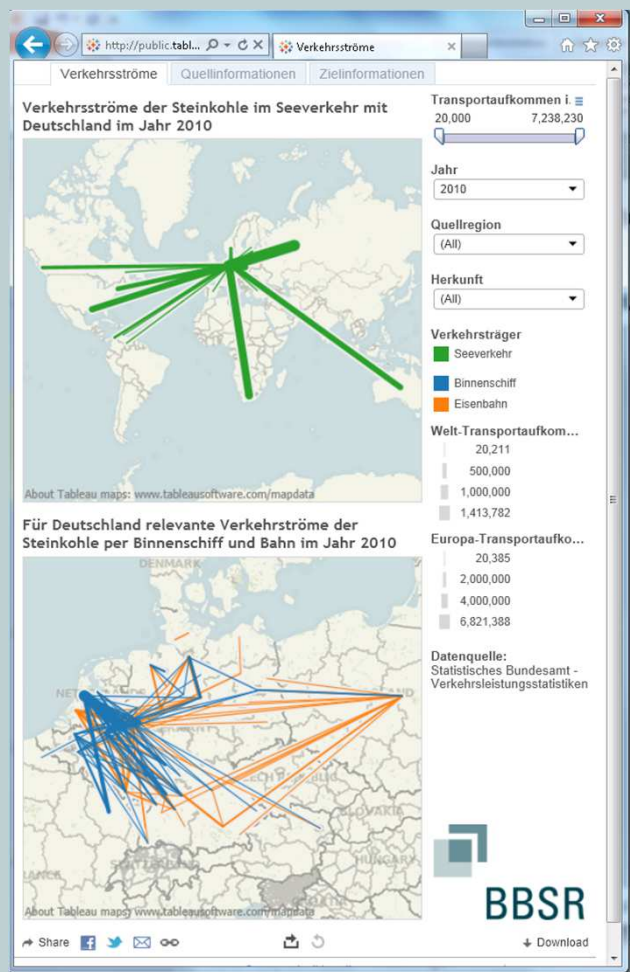 http://public.tabl...
Verkehrsströme
Verkehrsströme
Quellinformationen
Zielinformationen
Verkehrsströme der Steinkohle im Seeverkehr mit
Deutschland im Jahr 2010
About Tableau maps: www.tableausoftware.com/mapdata
Für Deutschland relevante Verkehrströme der
Steinkohle per Binnenschiff und Bahn im Jahr 2010
DENMARK
About Tableau maps: www.tableausoftware.com/mapdata
Share
Download
Transportaufkommen i.
20,000 7,238,230
Jahr
2010
Quellregion
(All)
Herkunft
(All)
Verkehrsträger
Seeverkehr
Binnenschiff
Eisenbahn
Welt-Transportaufkom...
20,211
500,000
1,000,000
1,413,782
Europa-Transportaufko...
20,385
2,000,000
4,000,000
6,821,388
Datenquelle:
Statistisches Bundesamt -
Verkehrsleistungsstatistiken
BBSR